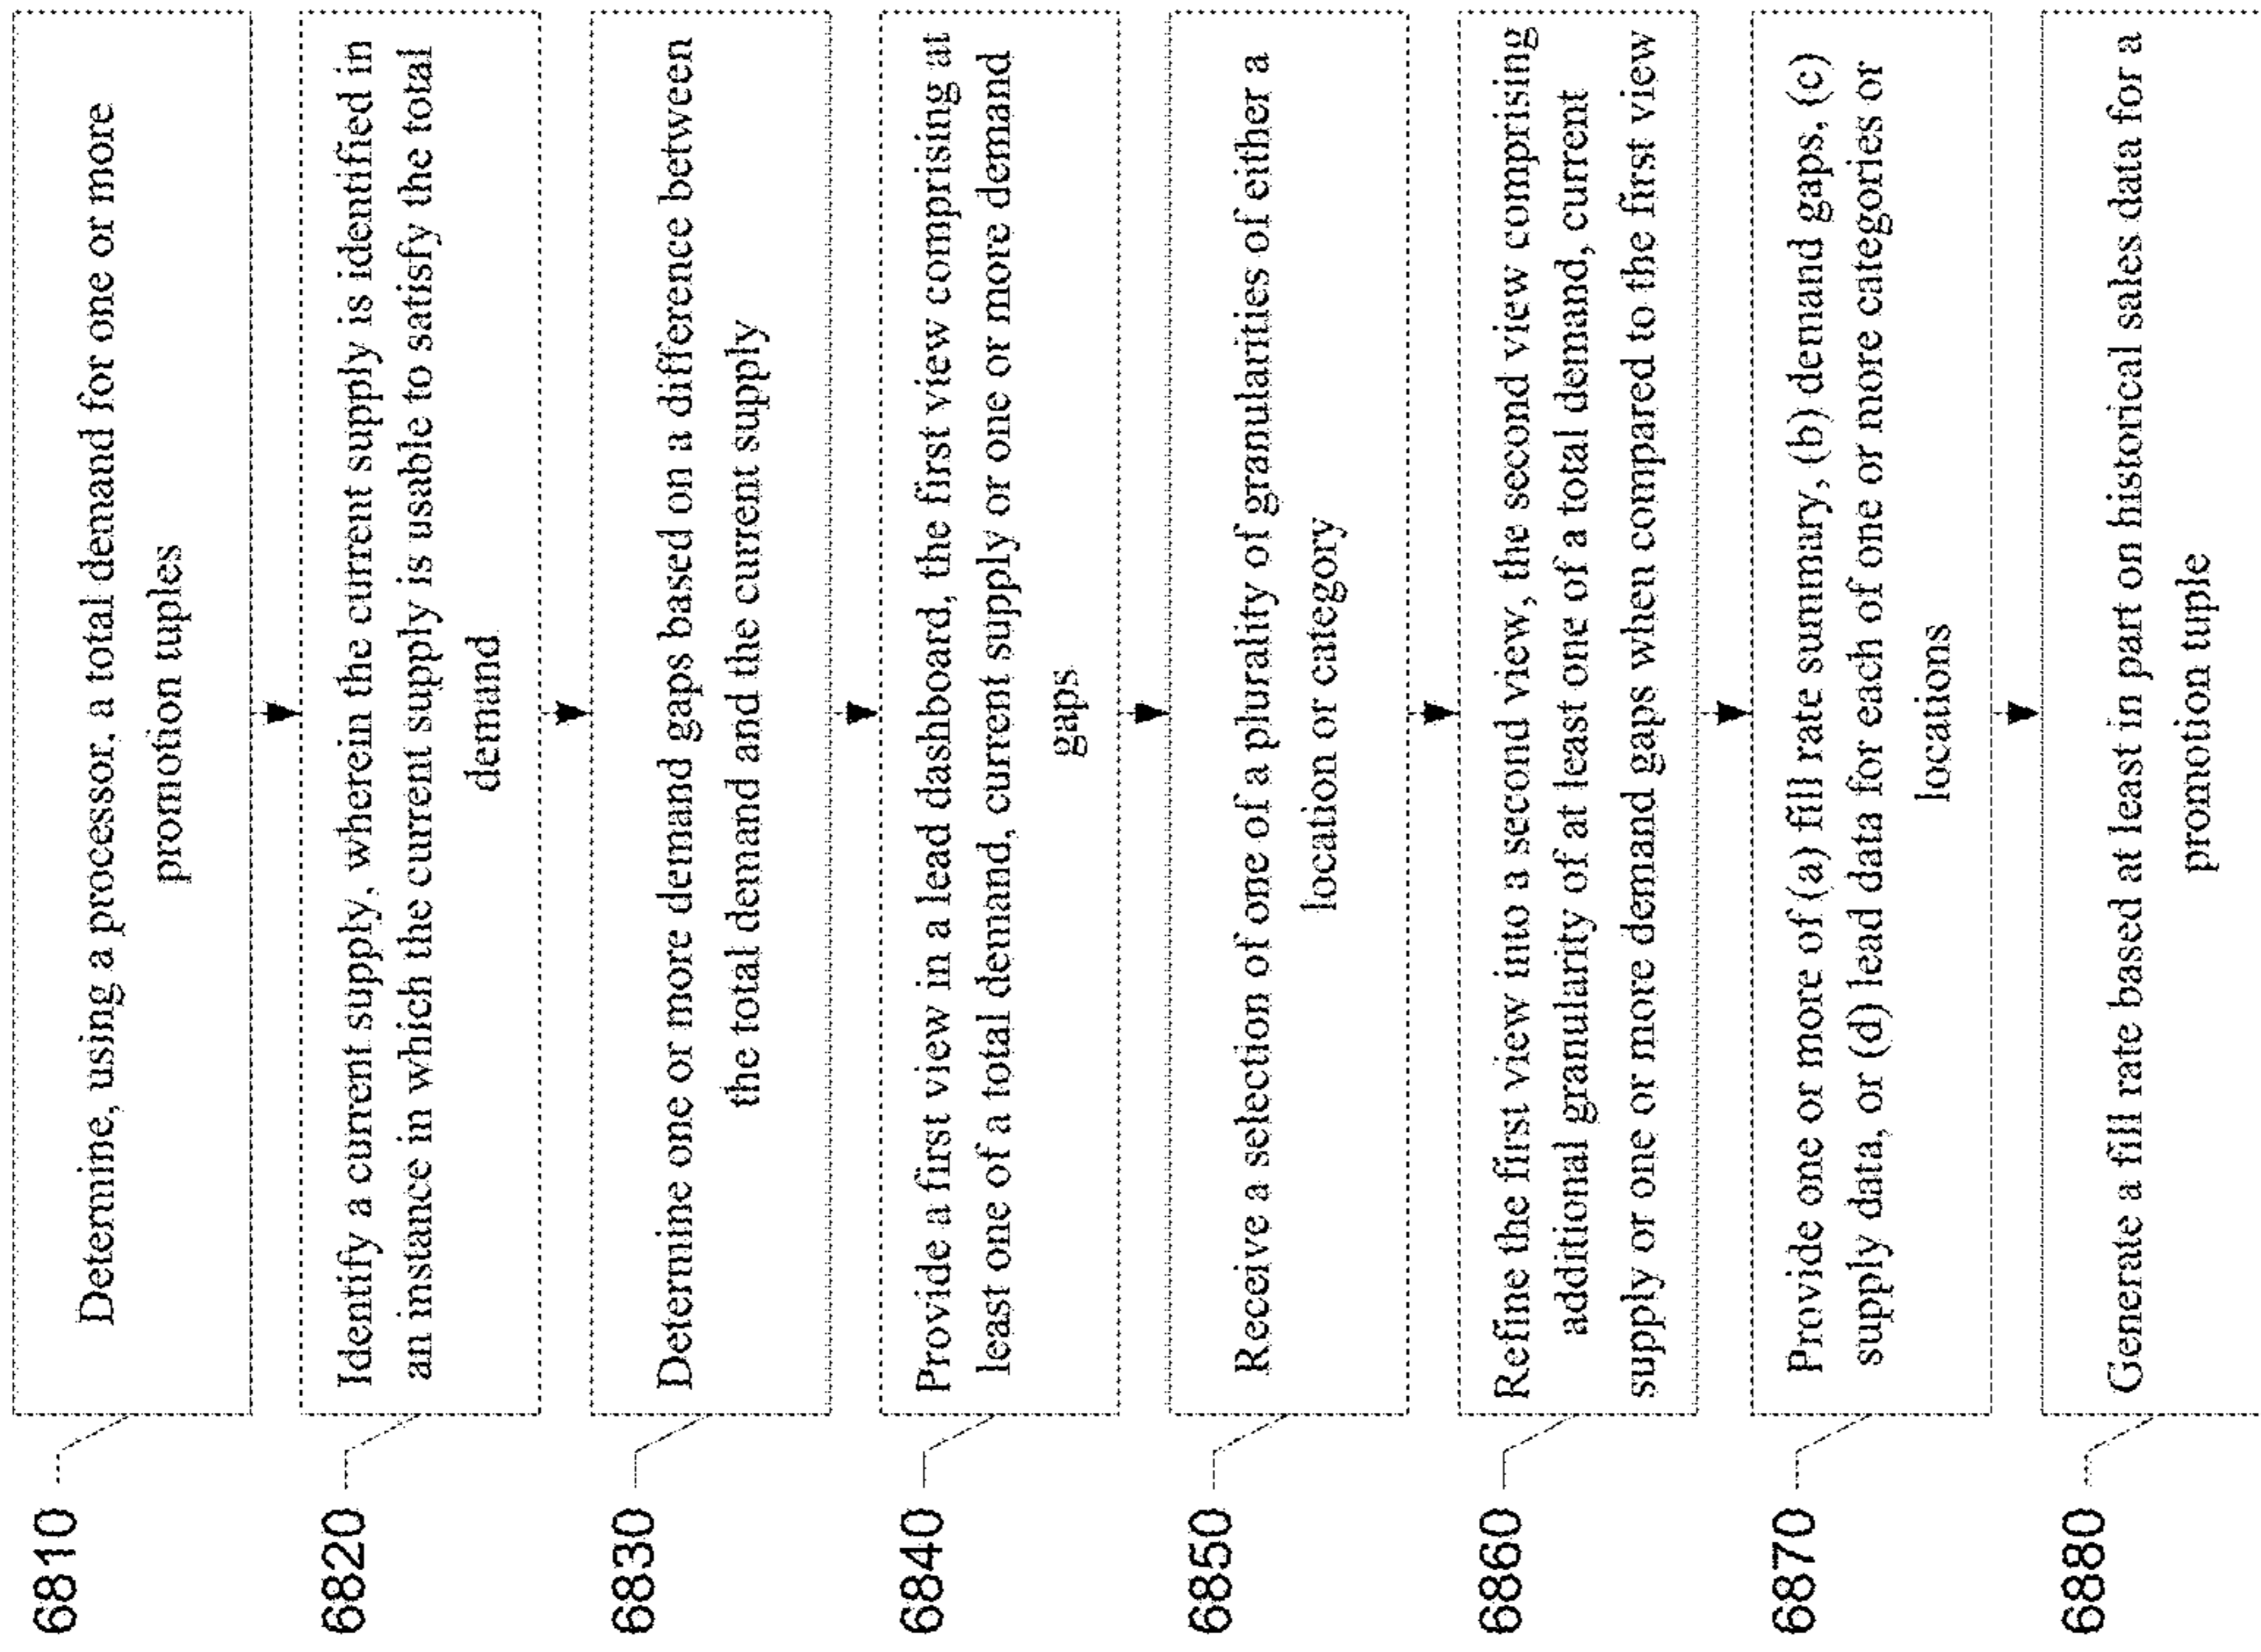 6810
Determine, using a processor, a total demand for one or more
promotion tuples
6820
Identify a current supply, wherein the current supply is identified in
an instance in which the current supply is usable to satisfy the total
demand
6830
Determine one or more demand gaps based on a difference between
the total demand and the current supply
6840
Provide a first view in a lead dashboard, the first view comprising at
least one of a total demand, current supply or one or more demand
gaps
6850
Receive a selection of one of a plurality of granularities of either a
location or category
6860
Refine the first view into a second view, the second view comprising
additional granularity of at least one of a total demand, current
supply or one or more demand gaps when compared to the first view
6870
Provide one or more of (a) fill rate summary, (b) demand gaps, (c)
supply data, or (d) lead data for each of one or more categories or
locations
6880
Generate a fill rate based at least in part on historical sales data for a
promotion tuple